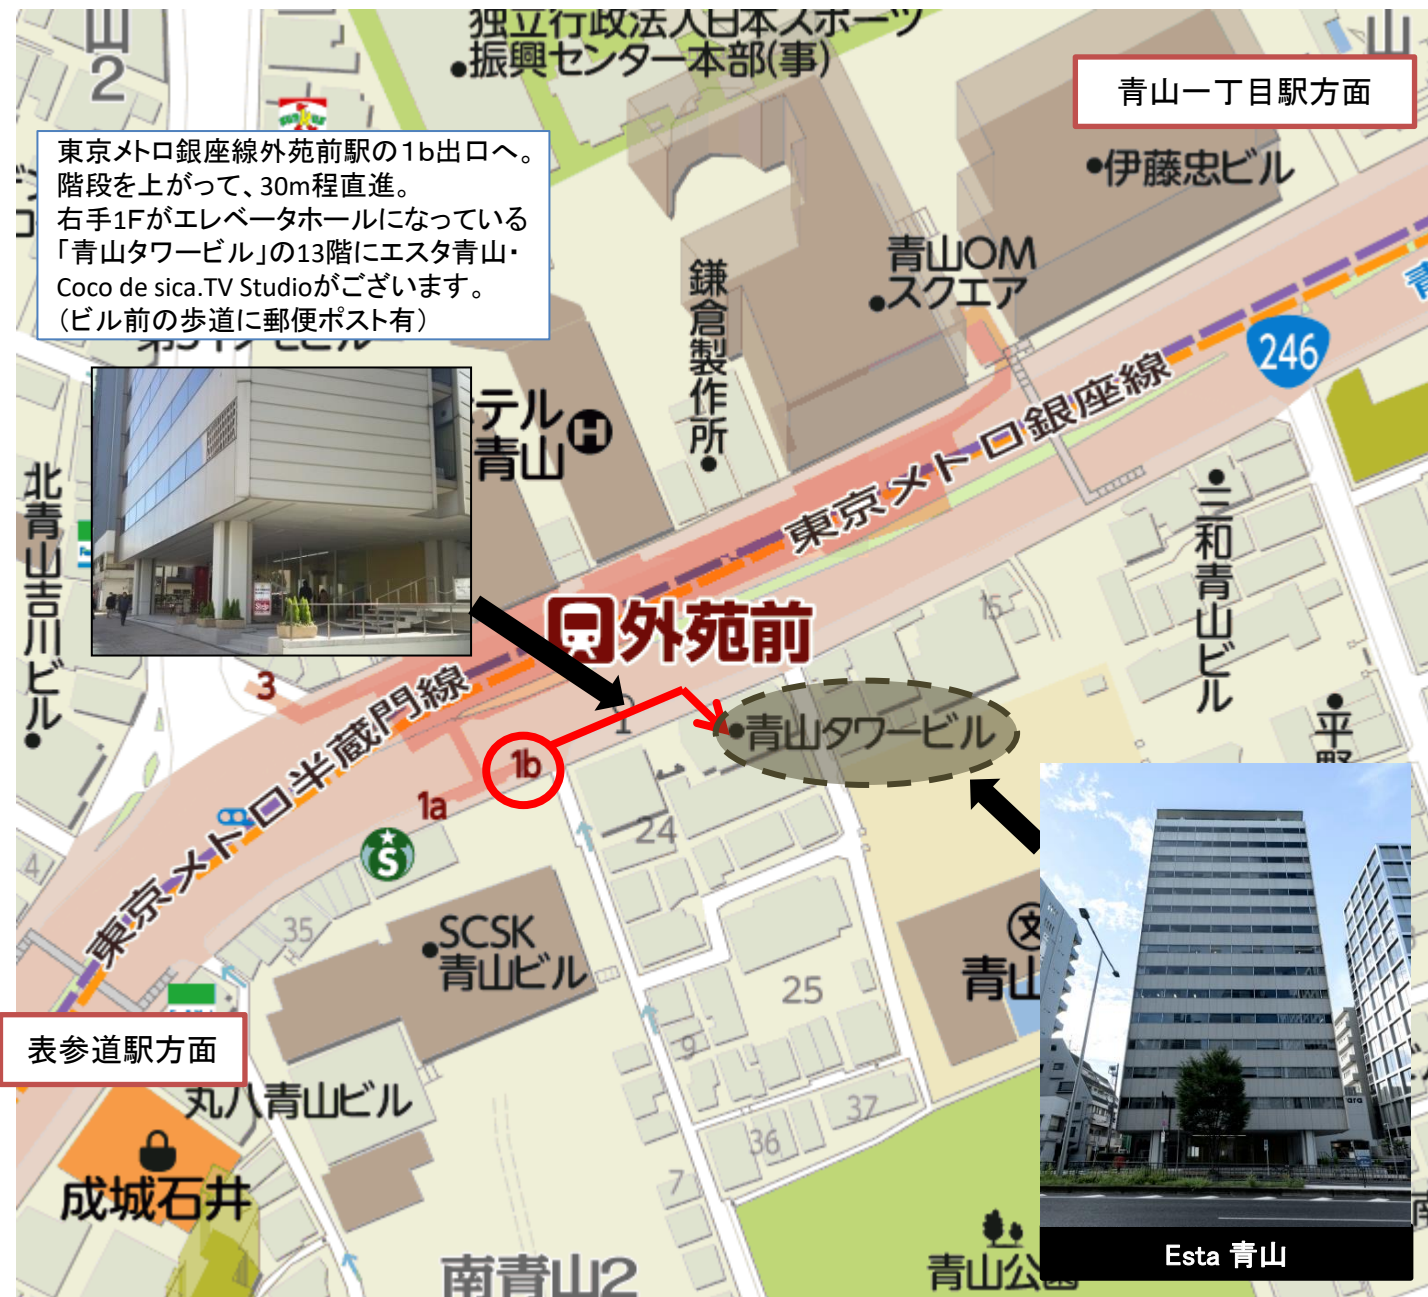 独立行政法人日本スポーツ
振興センター本部(事)
山
2
山
青山一丁目駅方面
東京メトロ銀座線外苑前駅の1b出口へ。
階段を上がって、30m程直進。
右手1Fがエレベータホールになっている
「青山タワービル」の13階にエスタ青山・
Coco de sica.TV Studioがございます。
（ビル前の歩道に郵便ポスト有）
伊藤忠ビル
青山OM
スクエア
鎌倉製作所
246
テル
青山
H
東京メトロ銀座線
北青山吉川ビル
三和青山ビル
外苑前
15
3
1
青山タワービル
平野
東京メトロ半蔵門線
1b
1a
S
24
4
35
SCSK
青山ビル
25
文
青山
表参道駅方面
9
丸八青山ビル
37
36
7
成城石井
南青山2
青山公園
Esta 青山